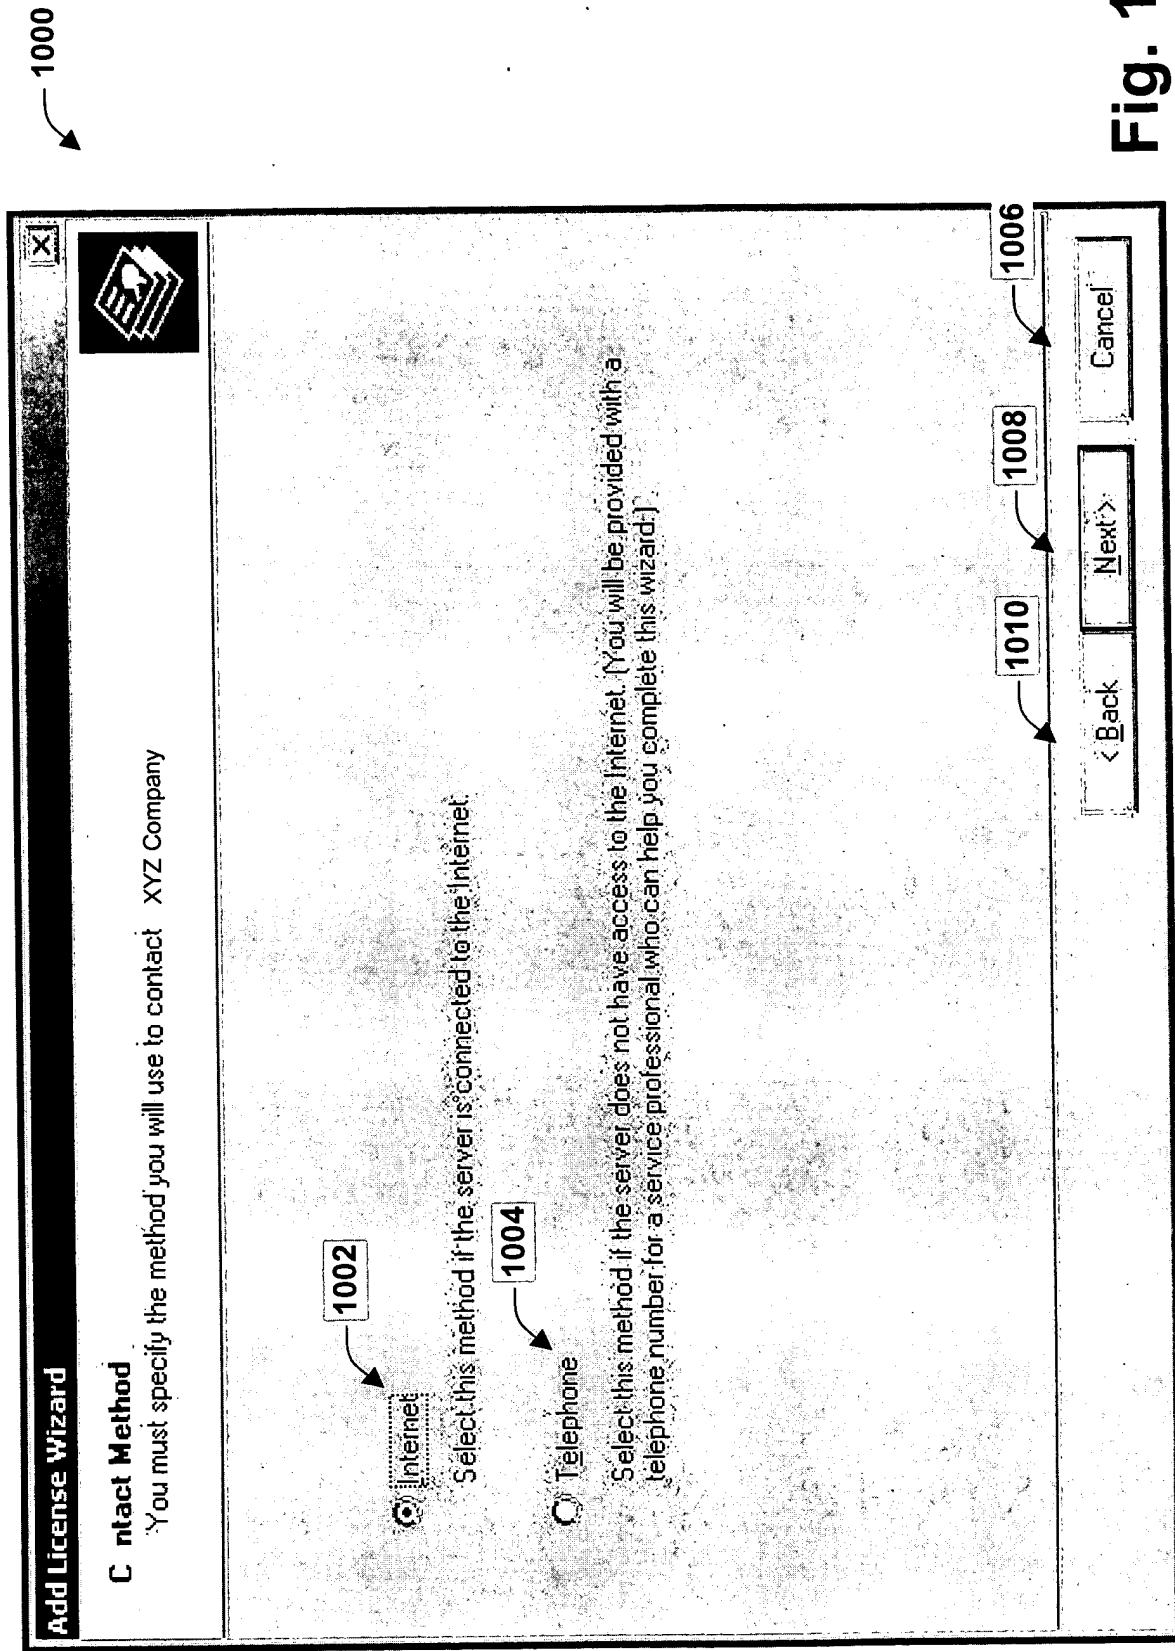 1000
Add License Wizard
C ntact Method
You must specify the method you will use to contact XYZ Company
1002
Internet
Select this method if the server is connected to the Internet.
1004
Telephone
Select this method if the server does not have access to the Internet. (You will be provided with a
telephone number for a service professional who can help you complete this wizard.)
1010
1008
1006
< Back
Next >
Cancel
Fig. 1